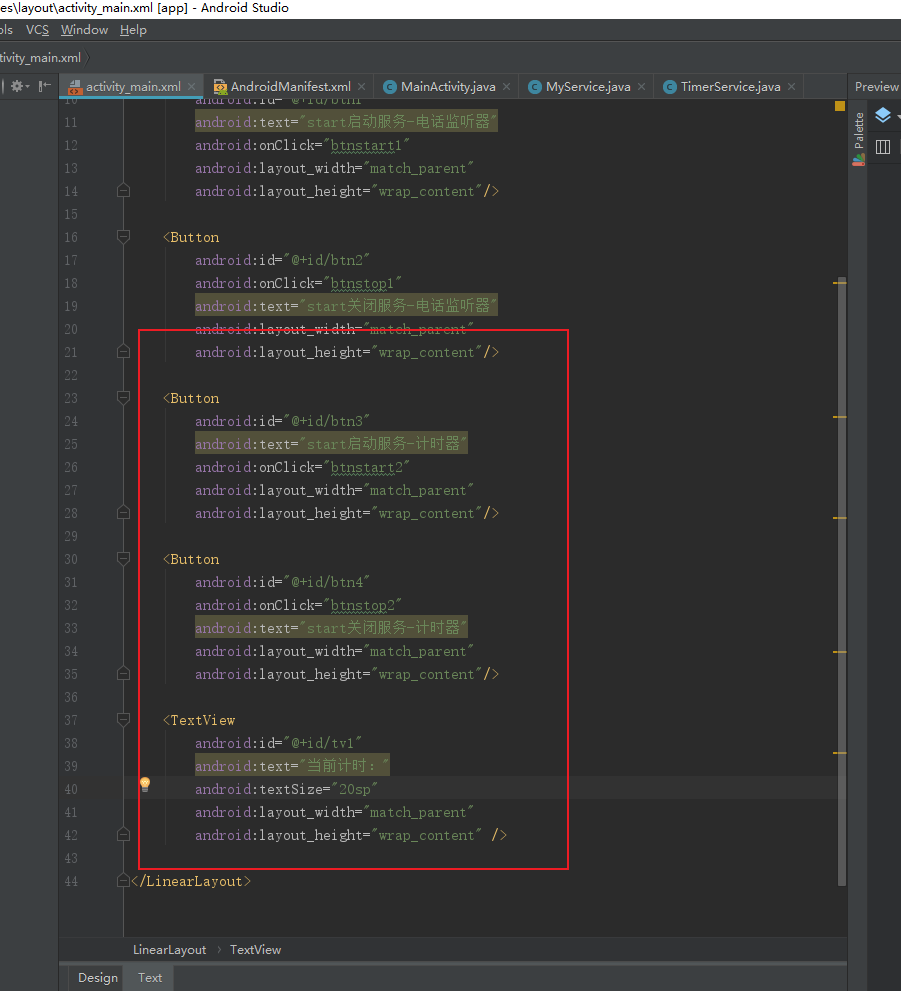 es\layout\activity_main.xml [app] - Android Studio
ols VCS Window Help
tivity_main.xml
activity_main.xml AndroidManifest.xml MainActivity.java MyService.java TimerService.java Preview
Palette
10 android:id="@+id/btn1"
11 android:text="start启动服务-电话监听器"
12 android:onClick="btnstart1"
13 android:layout_width="match_parent"
14 android:layout_height="wrap_content"/>
15
16 <Button
17 android:id="@+id/btn2"
18 android:onClick="btnstop1"
19 android:text="start关闭服务-电话监听器"
20 android:layout_width="match_parent"
21 android:layout_height="wrap_content"/>
22
23 <Button
24 android:id="@+id/btn3"
25 android:text="start启动服务-计时器"
26 android:onClick="btnstart2"
27 android:layout_width="match_parent"
28 android:layout_height="wrap_content"/>
29
30 <Button
31 android:id="@+id/btn4"
32 android:onClick="btnstop2"
33 android:text="start关闭服务-计时器"
34 android:layout_width="match_parent"
35 android:layout_height="wrap_content"/>
36
37 <TextView
38 android:id="@+id/tv1"
39 android:text="当前计时："
40 android:textSize="20sp"
41 android:layout_width="match_parent"
42 android:layout_height="wrap_content" />
43
44 </LinearLayout>
LinearLayout TextView
Design Text